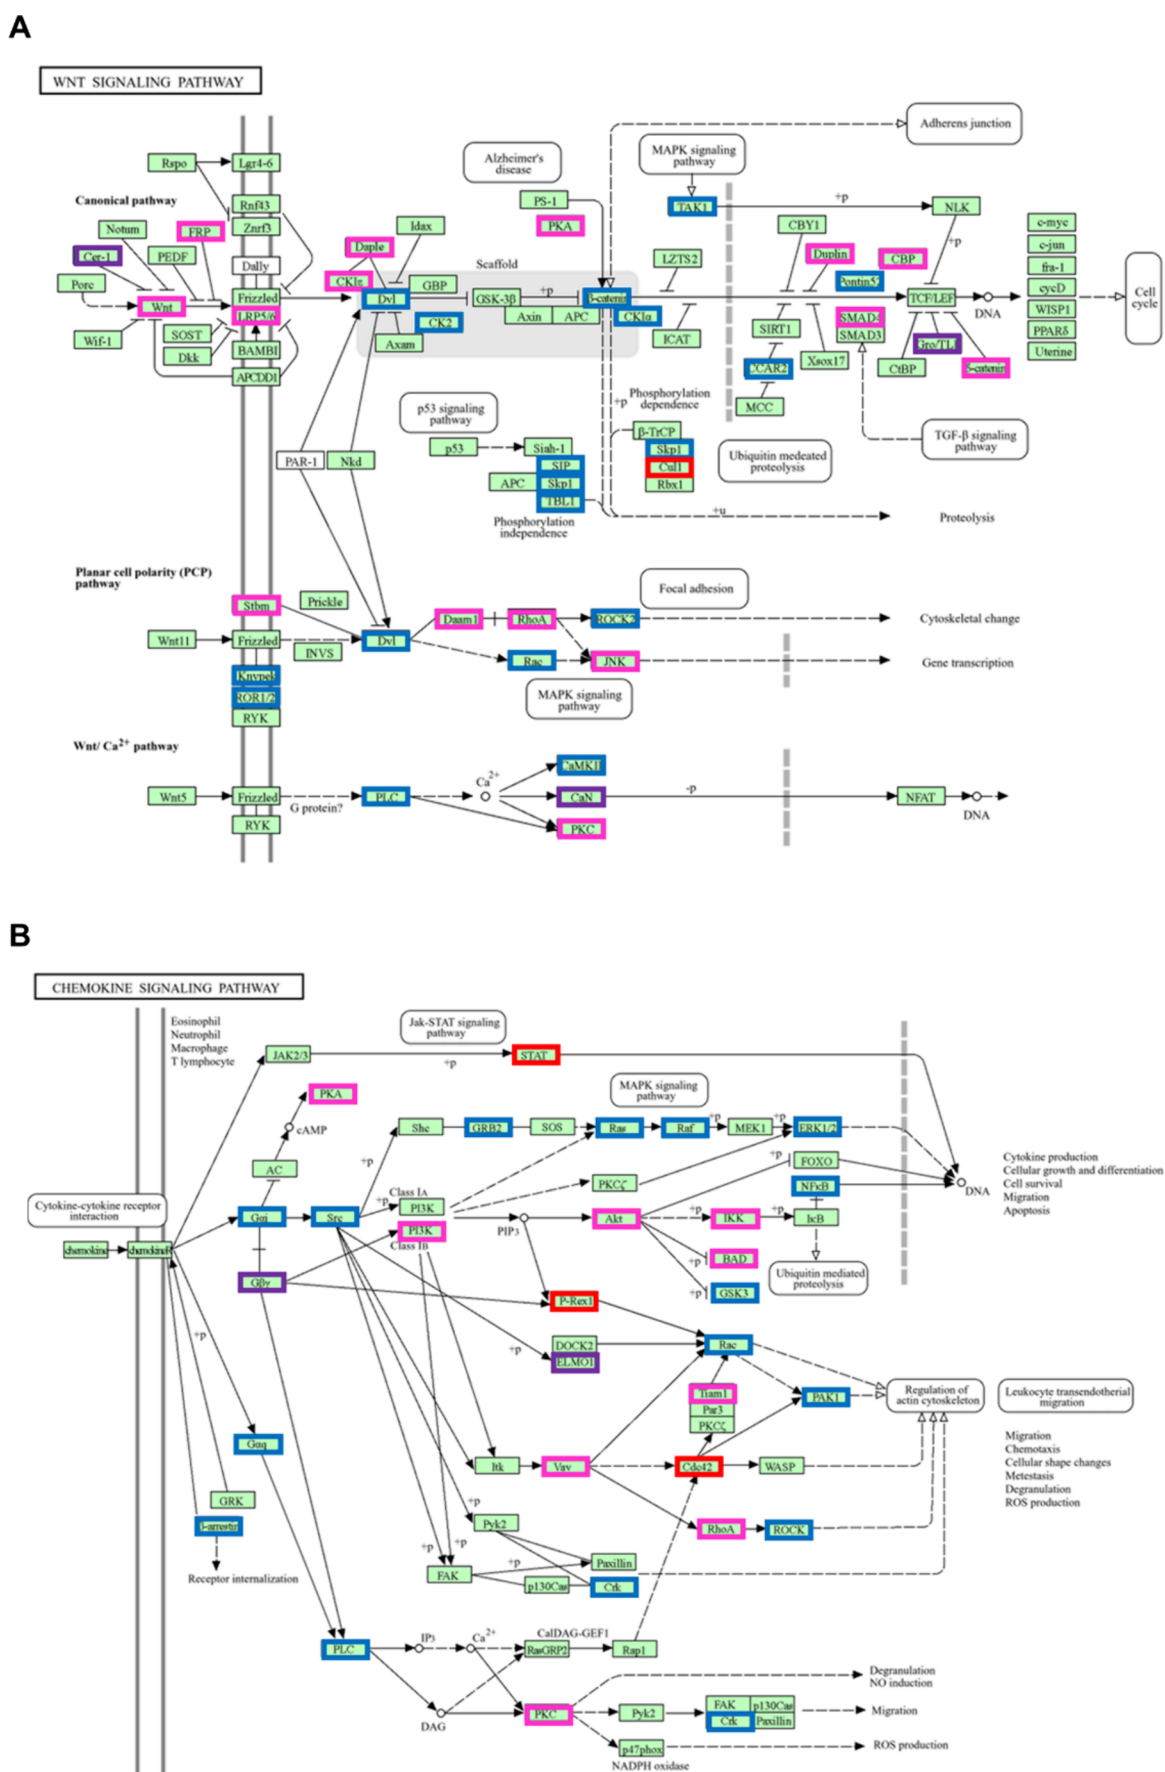 A
WNT SIGNALING PATHWAY
Adherens junction
Alzheimer's
disease
MAPK signaling
pathway
Rspo
Lgr4-6
Canonical pathway
Rnf43
Znrf3
PS-1
PKA
TAK1
+p
NLK
Notum
FRP
Cer-1
PEDF
Dally
Daple
Idax
CBY1
Duplin
CBP
+p
c-myc
c-jun
fra-1
cycD
WISP1
PPARδ
Uterine
Cell
cycle
Porc
Wnt
Frizzled
LRP5/6
Scaffold
Dvl
GBP
GSK-3β
+p
Axin
APC
β-catenin
CKIα
LZTS2
TCF/LEF
DNA
Wif-1
SOST
Dkk
BAMBI
APCDD1
CK2
Axam
ICAT
SIRT1
CCAR2
MCC
Xsox17
SMAD3
CtBP
TGF-β signaling
pathway
p53 signaling
pathway
Phosphorylation
dependence
+p
PAR-1
Nkd
p53
Siah-1
SIP
APC
Skp1
TBL1
Phosphorylation
independence
β-TrCP
Skp1
Cul1
Rbx1
Ubiquitin medeated
proteolysis
+u
Proteolysis
Planar cell polarity (PCP)
pathway
Stbm
Prickle
Focal adhesion
Daam1
RhoA
ROCK2
Cytoskeletal change
Wnt11
Frizzled
INVS
Dvl
Rac
JNK
Gene transcription
Knypek
ROR1/2
RYK
MAPK signaling
pathway
Wnt/ Ca2+ pathway
CaMKII
Wnt5
Frizzled
G protein?
PLC
Ca2+
CaN
-p
NFAT
DNA
RYK
PKC
B
CHEMOKINE SIGNALING PATHWAY
Eosinophil
Neutrophil
Macrophage
T lymphocyte
Jak-STAT signaling
pathway
JAK2/3
+p
STAT
MAPK signaling
pathway
PKA
cAMP
Shc
GRB2
SOS
Ras
Raf
+p
MEK1
+p
ERK1/2
AC
+p
FOXO
Cytokine production
Cellular growth and differentiation
Cell survival
Migration
Apoptosis
Cytokine-cytokine receptor
interaction
Class IA
+p
PI3K
PKCζ
NFκB
DNA
Gαi
Src
PI3K
Class IB
PIP3
Akt
+p
IKK
+p
IκB
chemokine
chemokineR
+p
BAD
Ubiquitin mediated
proteolysis
Gβγ
+p
GSK3
P-Rex1
+p
+p
DOCK2
ELMO1
Rac
Tiam1
Par3
PKCζ
PAK1
Regulation of
actin cytoskeleton
Leukocyte transendotherial
migration
Gαq
Itk
Vav
Cdc42
WASP
Migration
Chemotaxis
Cellular shape changes
Metestasis
Degranulation
ROS production
GRK
β-arrestin
+p
Pyk2
RhoA
ROCK
Receptor internalization
+p
+p
+p
FAK
Paxillin
p130Cas
Crk
PLC
IP3
Ca2+
CalDAG-GEF1
RasGRP2
Rap1
Degranulation
NO induction
DAG
PKC
Pyk2
FAK
p130Cas
Crk
Paxillin
Migration
p47phox
NADPH oxidase
ROS production